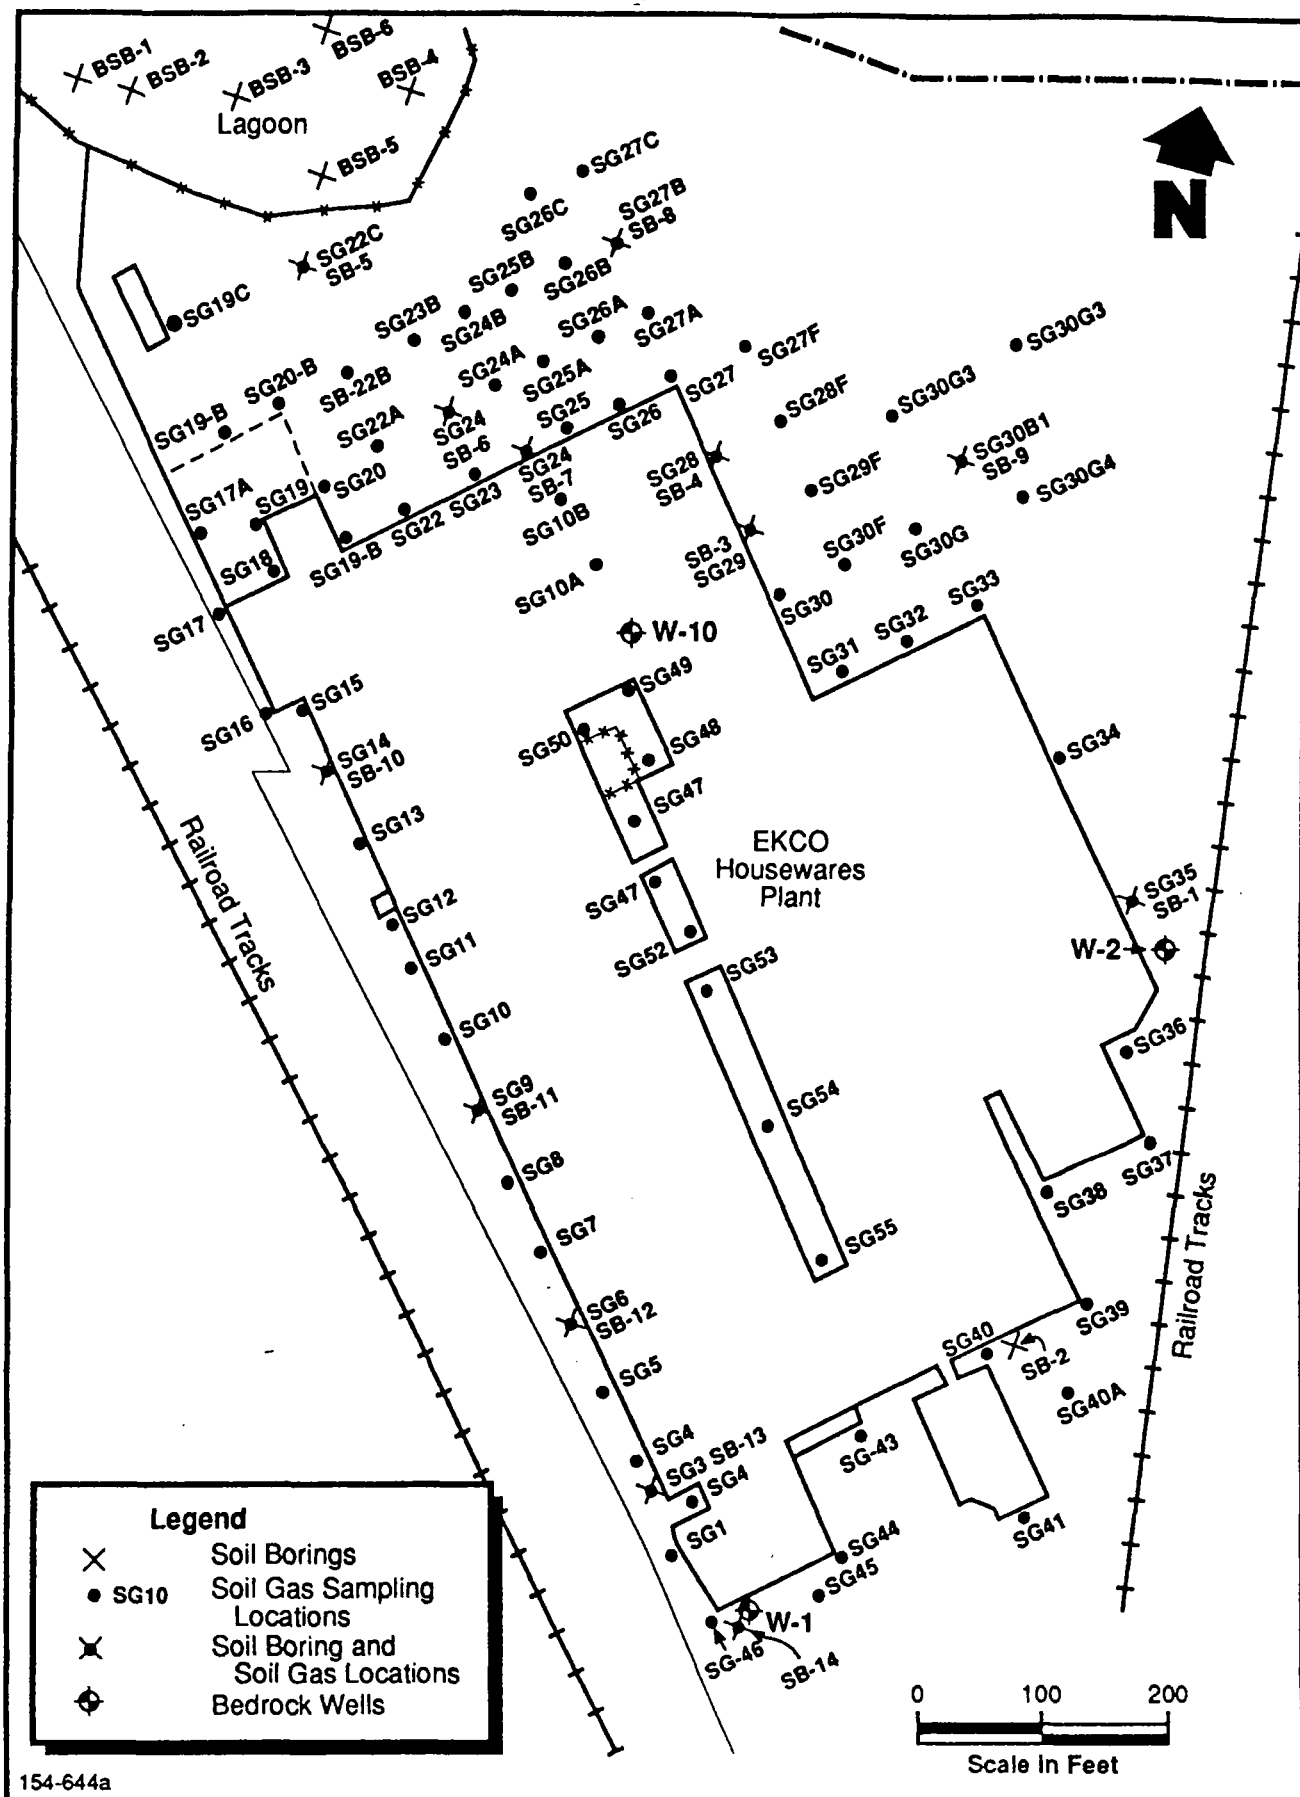 BSB-1
BSB-2
BSB-3
BSB-6
BSB-4
Lagoon
BSB-5
SG27C
SG26C
SG27B
SB-8
N
SG22C
SB-5
SG25B
SG26B
SG19C
SG23B
SG24B
SG26A
SG27A
SG27F
SG30G3
SG20-B
SB-22B
SG24A
SG25A
SG27
SG28F
SG30G3
SG19-B
SG22A
SG24
SB-6
SG25
SG26
SG30B1
SB-9
SG17A
SG19
SG20
SG24
SB-7
SG28
SB-4
SG29F
SG30G4
SG22
SG23
SG10B
SG18
SG19-B
SB-3
SG29
SG30F
SG30G
SG10A
SG17
SG30
SG33
W-10
SG32
SG31
SG49
SG15
SG16
SG50
SG48
SG14
SB-10
SG34
SG47
SG13
Railroad Tracks
EKCO
Housewares
Plant
SG12
SG47
SG35
SB-1
SG11
SG52
W-2
SG53
SG10
SG36
SG9
SB-11
SG54
SG8
SG37
SG38
SG7
SG55
Railroad Tracks
SG6
SB-12
SG39
SG40
SB-2
SG5
SG40A
SG4
SG-43
SG3 SB-13
SG4
SG1
SG41
SG44
SG45
W-1
SG-46
SB-14
Legend
Soil Borings
SG10 Soil Gas Sampling
Locations
Soil Boring and
Soil Gas Locations
Bedrock Wells
0 100 200
Scale In Feet
154-644a